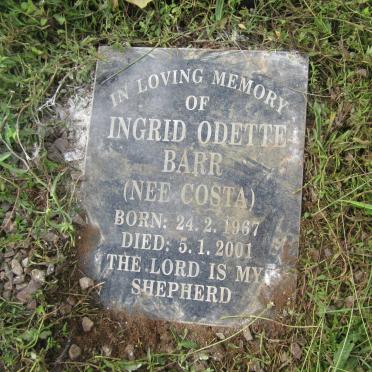 IN LOVING MEMORY
OF
INGRID ODETTE
BARR
(NEE COSTA)
BORN: 24. 2. 1967
DIED: 5. 1. 2001
THE LORD IS MY
SHEPHERD